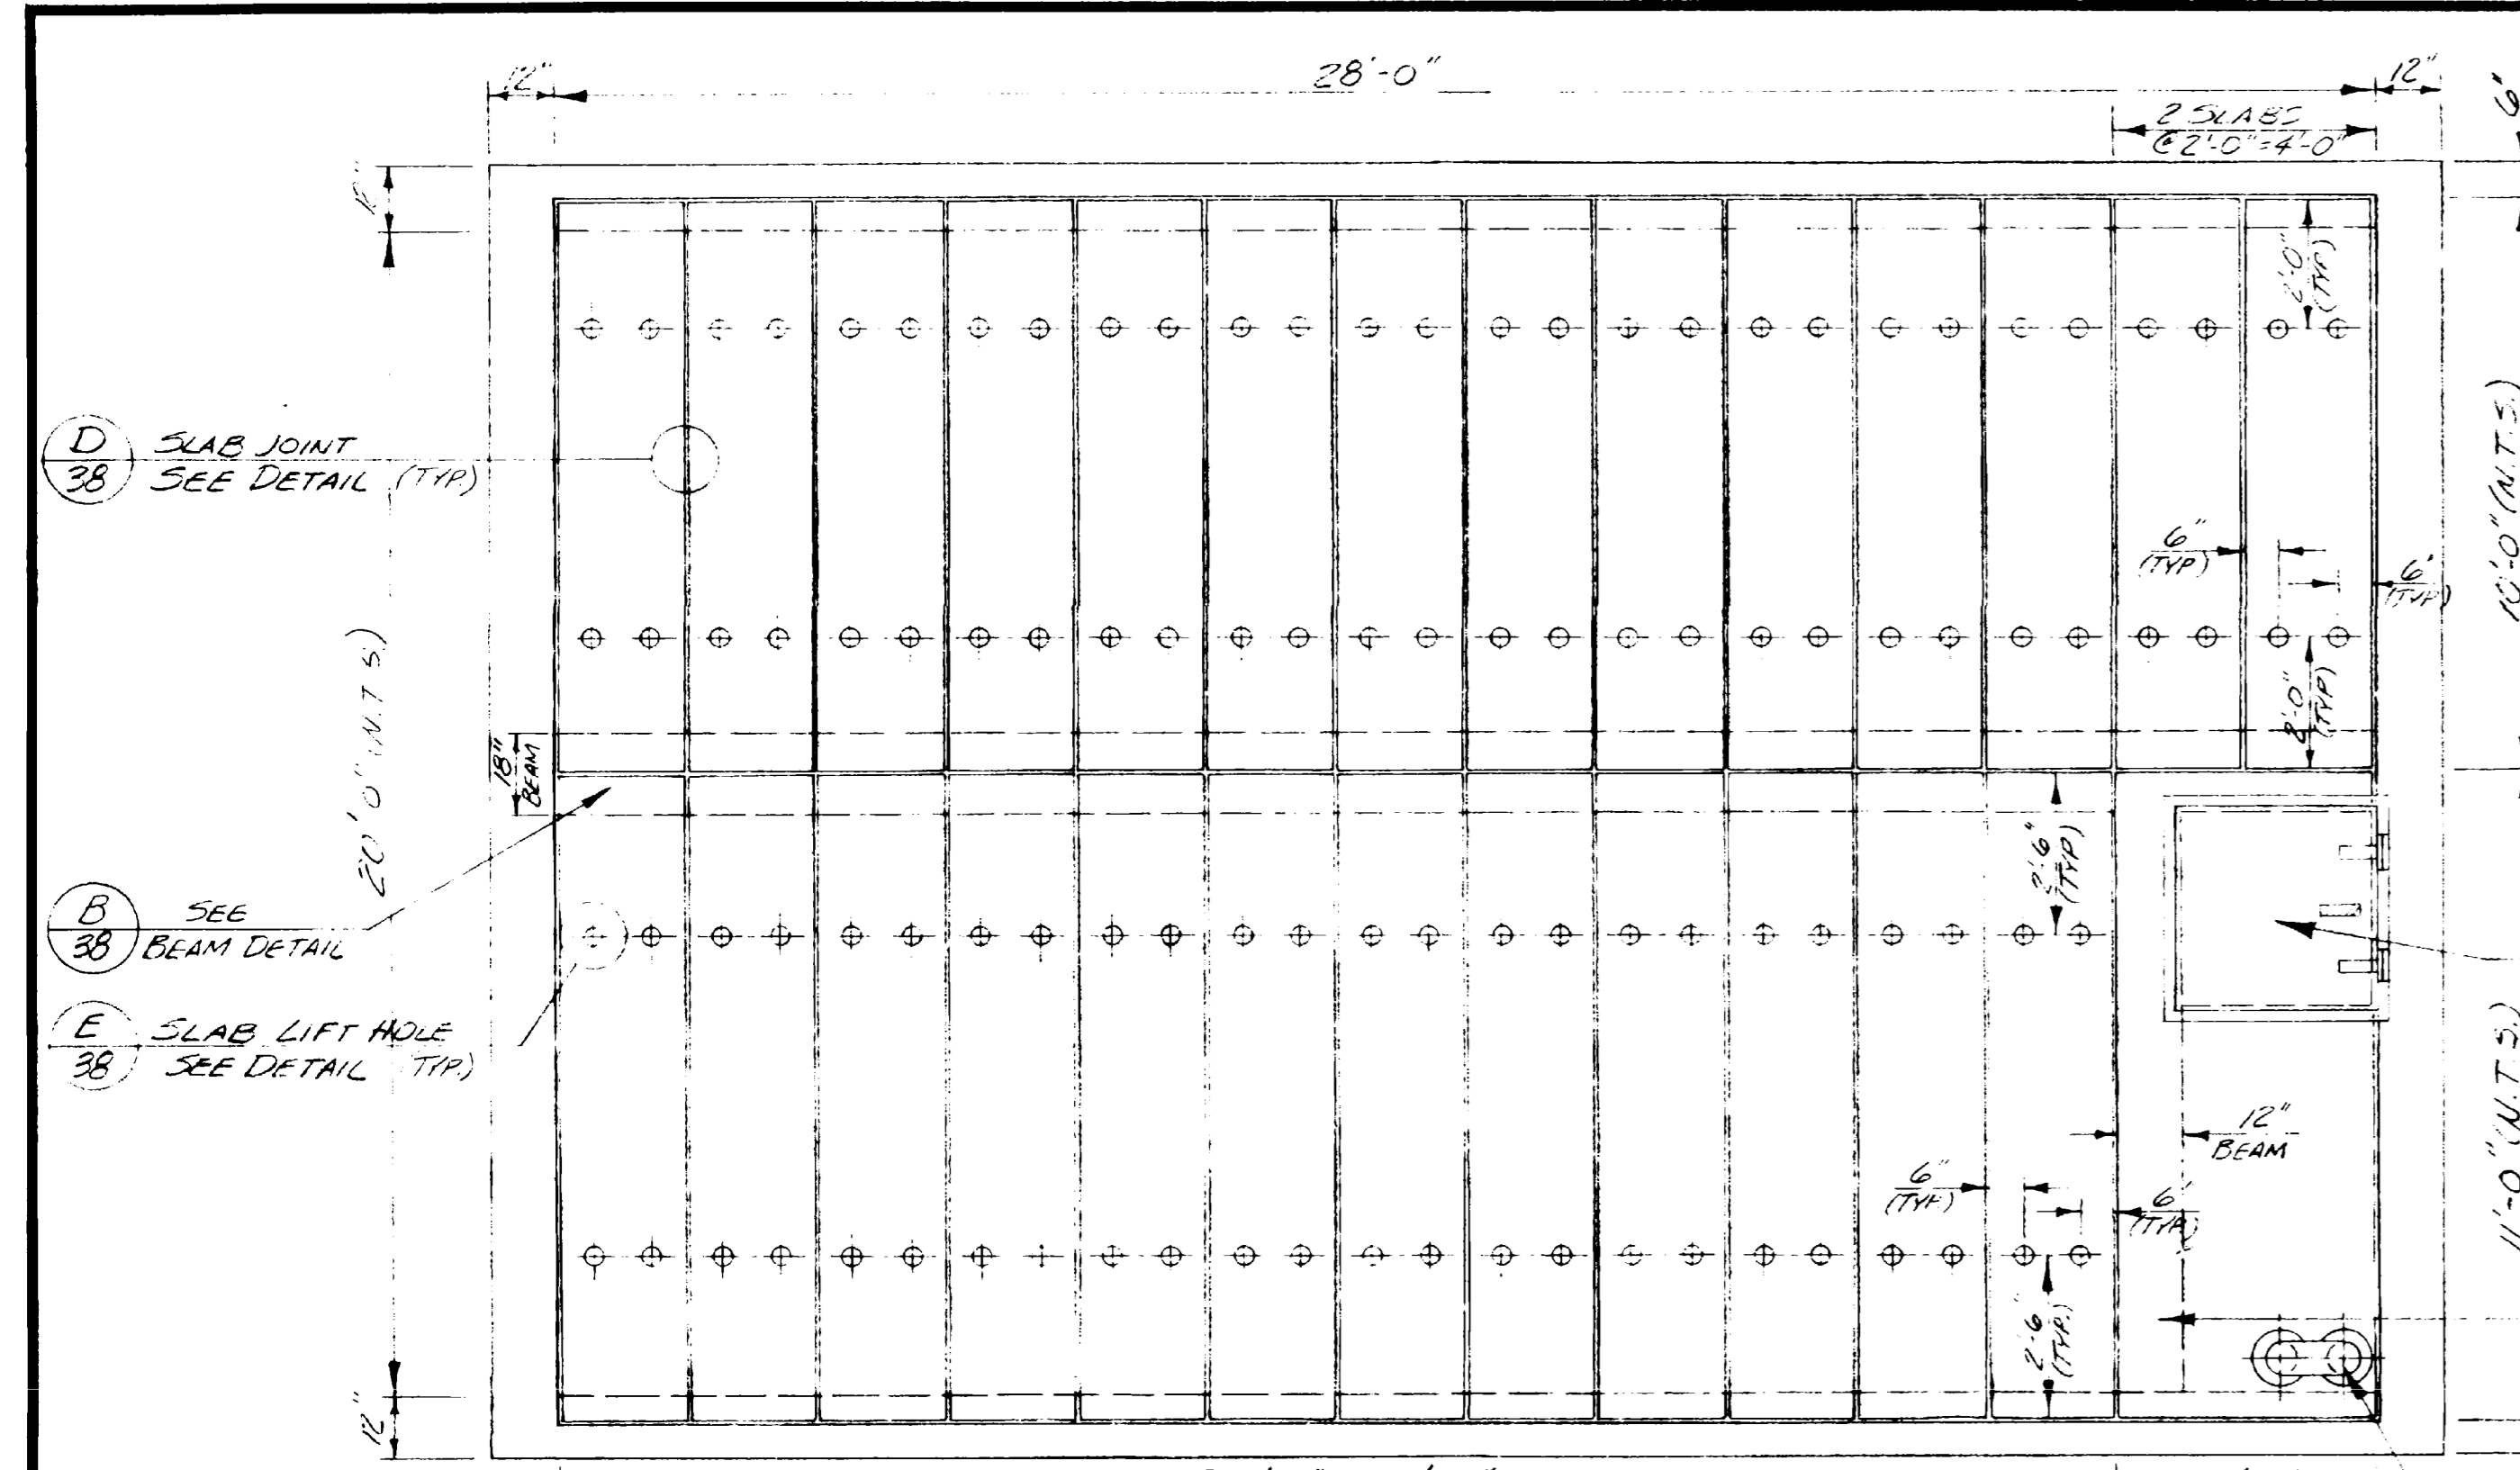 12"
28'-0"
12"
6"
2 SLABS
@2'-0"=4'-0"
12"
2'-0"
(TYP.)
D
38
SLAB JOINT
SEE DETAIL (TYP.)
10'-0" (N.T.S.)
6"
(TYP.)
6"
(TYP.)
20'0" (N.T.S)
2'-0"
(TYP.)
18"
BEAM
2'-6"
(TYP.)
B
38
SEE
BEAM DETAIL
E
38
SLAB LIFT HOLE
SEE DETAIL (TYP.)
11'-0" (N.T.S)
12"
BEAM
6"
(TYP.)
6"
(TYP.)
2'-6"
(TYP.)
12"